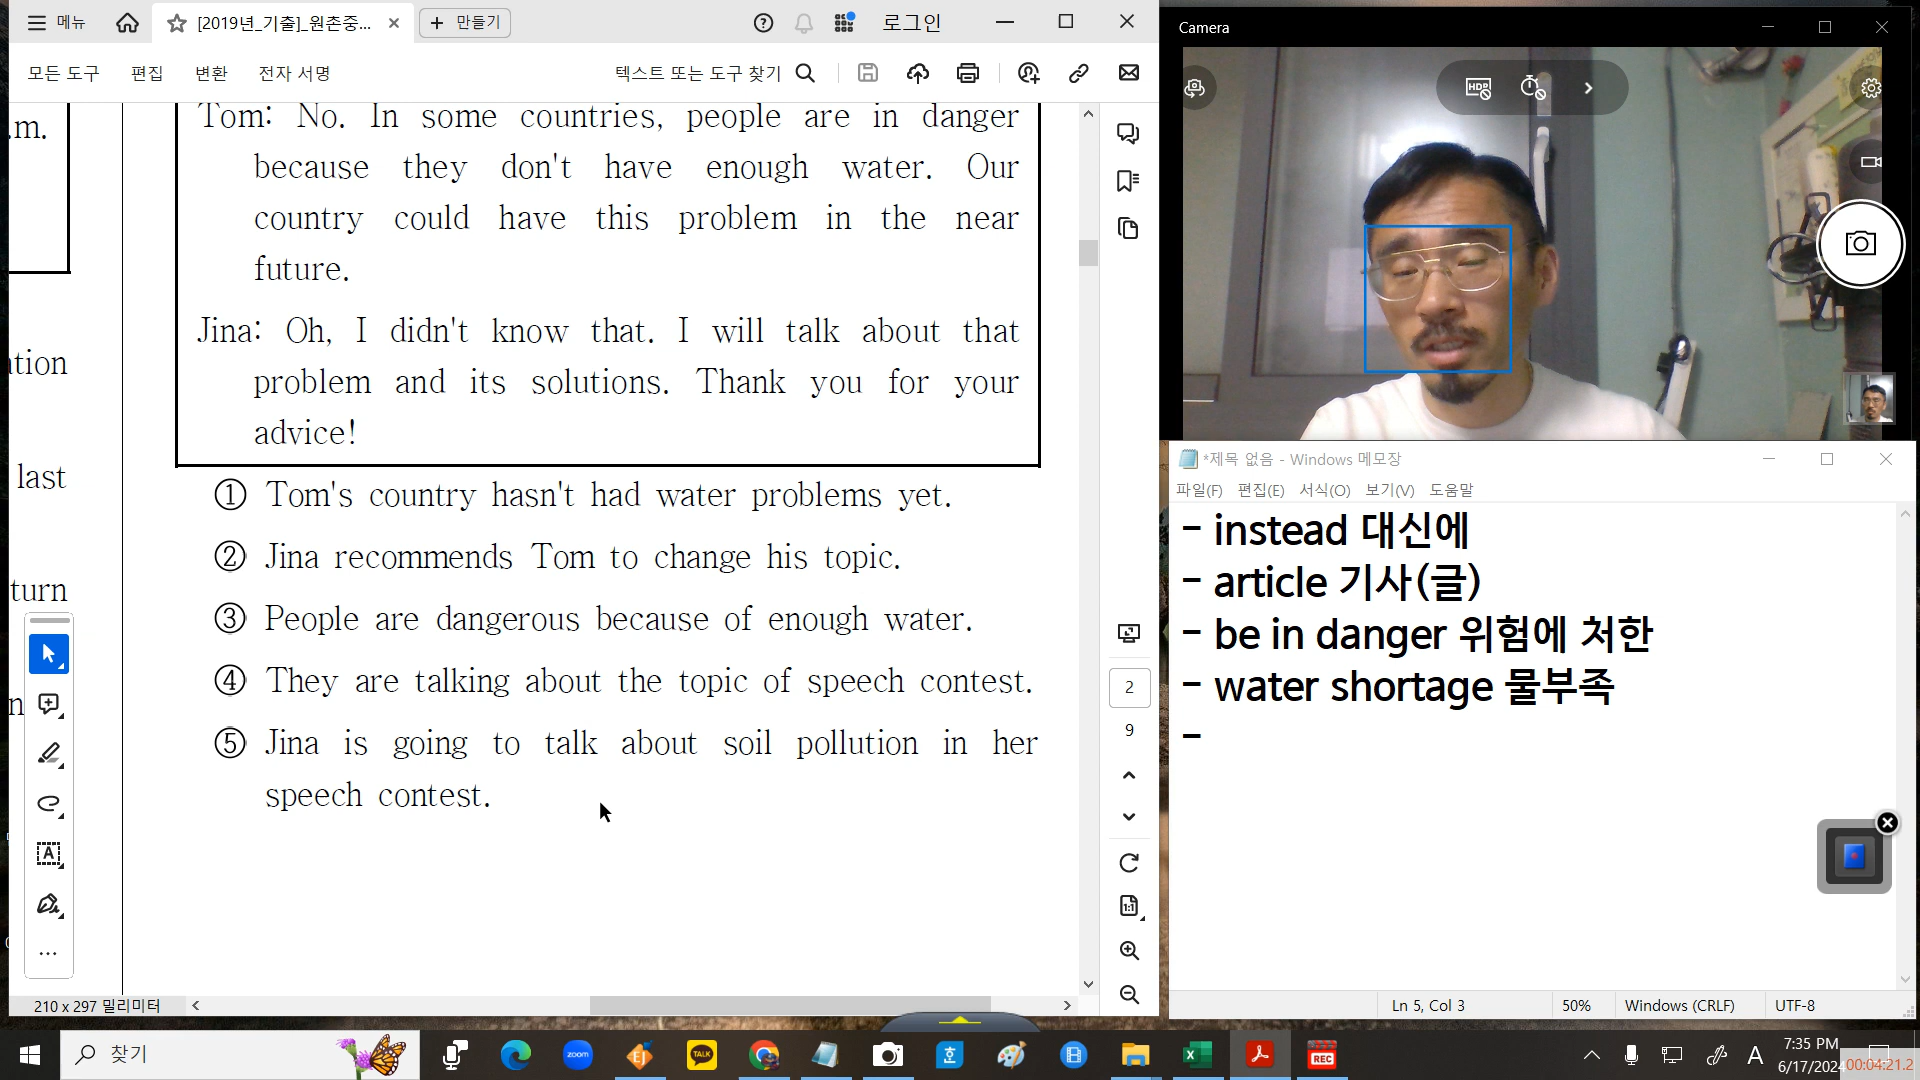 메뉴
[2019년_기출]_원촌중...
만들기
로그인
모든 도구
편집
변환
전자 서명
텍스트 또는 도구 찾기
.m.
last
turn
Tom: No. In some countries, people are in danger
because they don't have enough water. Our
country could have this problem in the near
future.
Jina: Oh, I didn't know that. I will talk about that
problem and its solutions. Thank you for your
advice!
① Tom's country hasn't had water problems yet.
② Jina recommends Tom to change his topic.
③ People are dangerous because of enough water.
④ They are talking about the topic of speech contest.
⑤ Jina is going to talk about soil pollution in her
speech contest.
2
9
210 x 297 밀리미터
Camera
*제목 없음 - Windows 메모장
파일(F) 편집(E) 서식(O) 보기(V) 도움말
- instead 대신에
- article 기사(글)
- be in danger 위험에 처한
- water shortage 물부족
-
Ln 5, Col 3
50%
Windows (CRLF)
UTF-8
찾기
zoom
TALK
REC
A
7:35 PM
6/17/2024
00:04:21.2